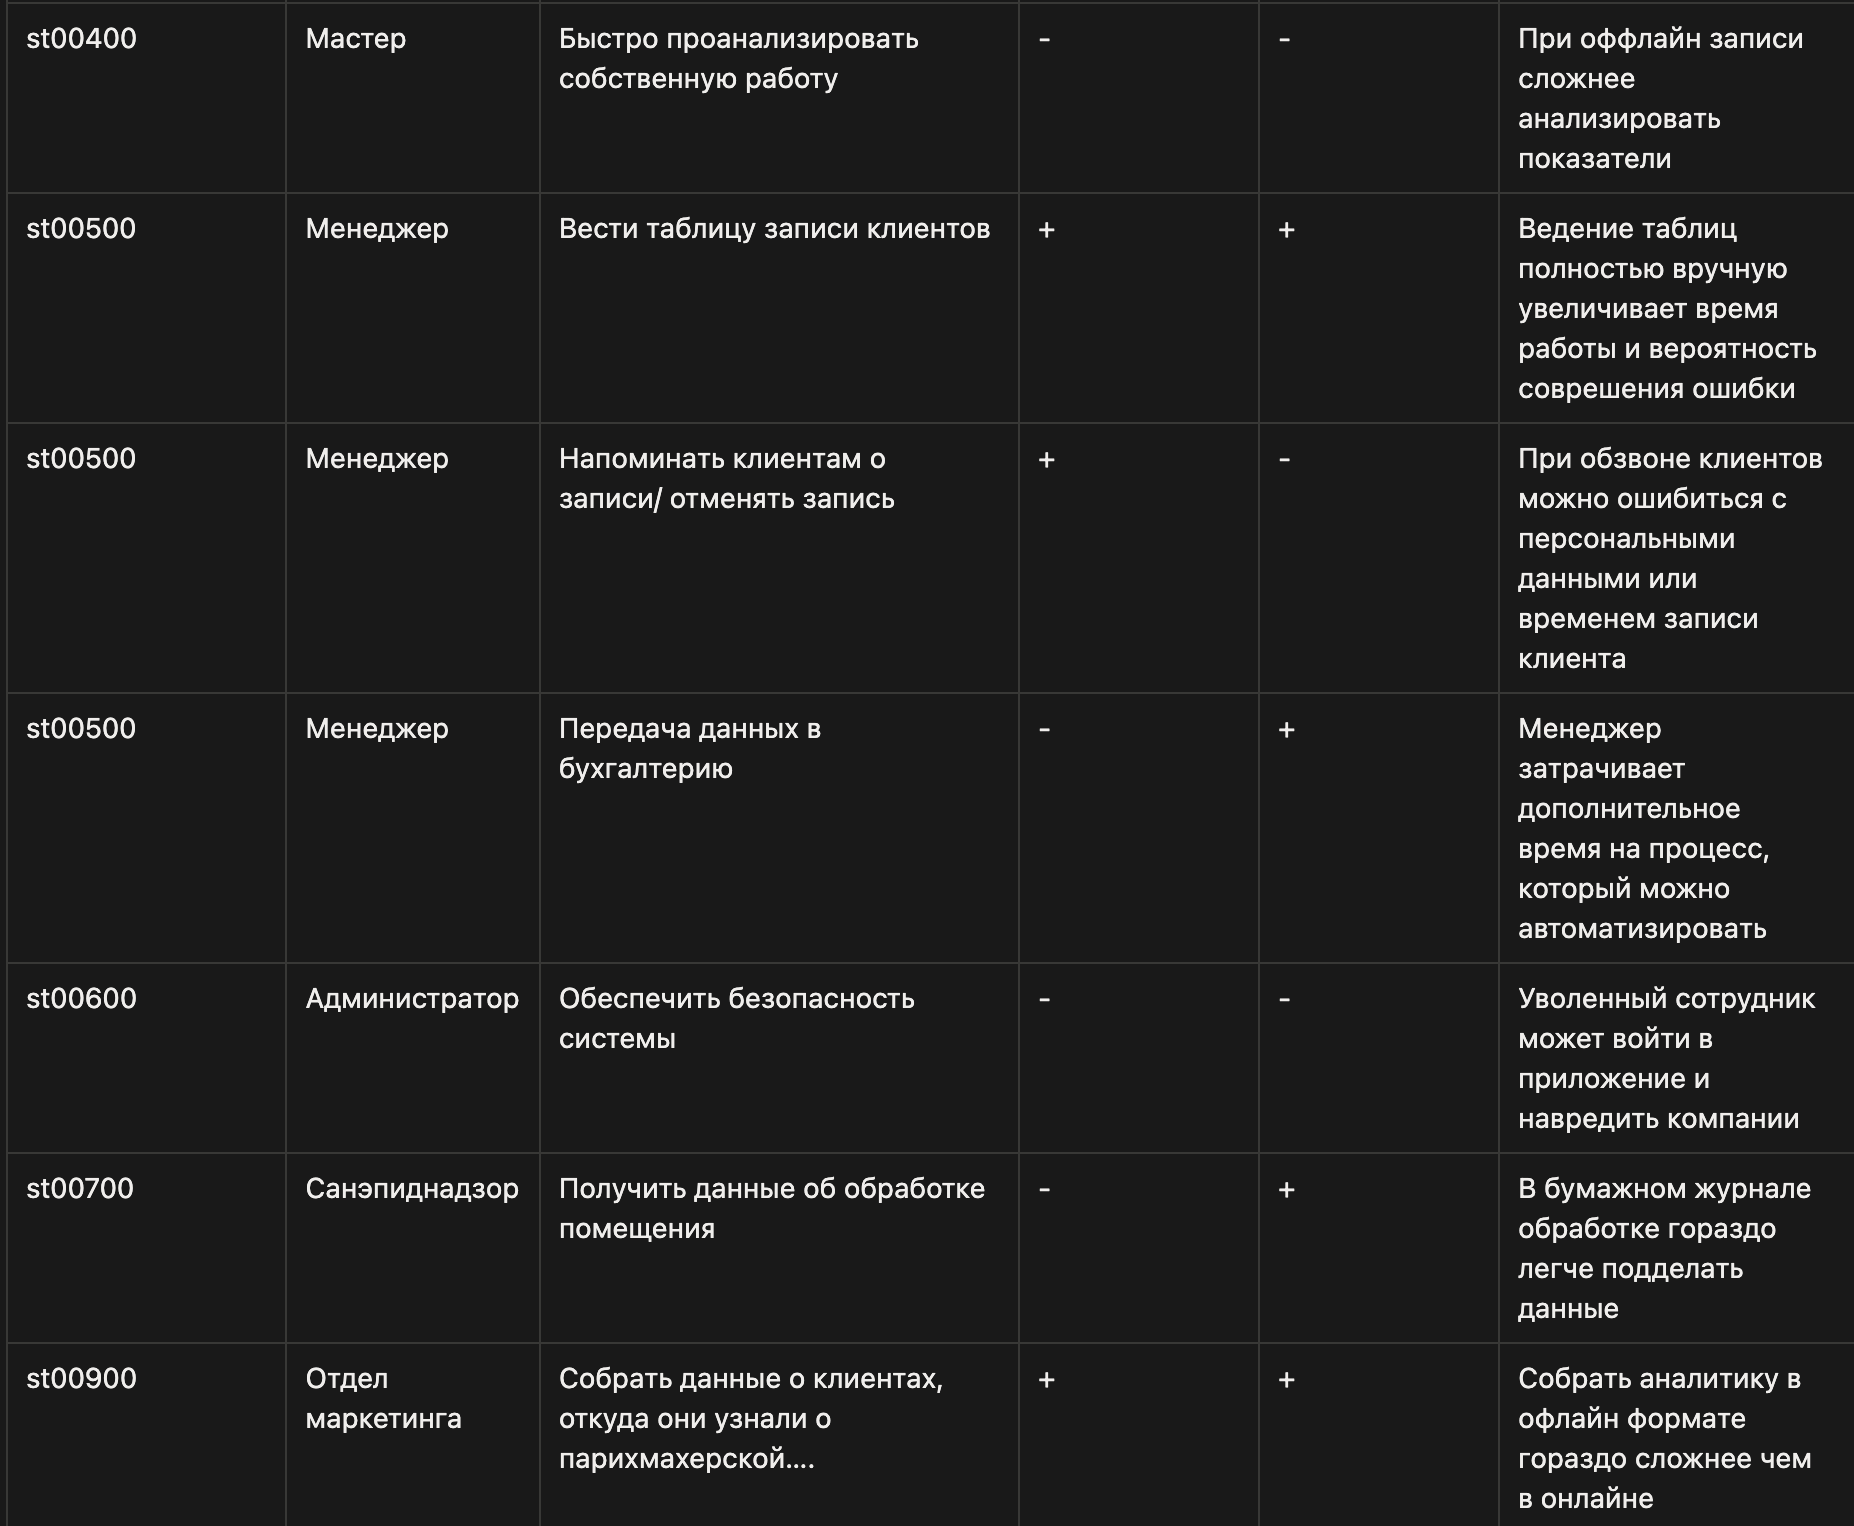 st00400
Мастер
Быстро проанализировать
собственную работу
-
-
При оффлайн записи
сложнее
анализировать
показатели
st00500
Менеджер
Вести таблицу записи клиентов
+
+
Ведение таблиц
полностью вручную
увеличивает время
работы и вероятность
соврешения ошибки
st00500
Менеджер
Напоминать клиентам о
записи/ отменять запись
+
-
При обзвоне клиентов
можно ошибиться с
персональными
данными или
временем записи
клиента
st00500
Менеджер
Передача данных в
бухгалтерию
-
+
Менеджер
затрачивает
дополнительное
время на процесс,
который можно
автоматизировать
st00600
Администратор
Обеспечить безопасность
системы
-
-
Уволенный сотрудник
может войти в
приложение и
навредить компании
st00700
Санэпиднадзор
Получить данные об обработке
помещения
-
+
В бумажном журнале
обработке гораздо
легче подделать
данные
st00900
Отдел
маркетинга
Собрать данные о клиентах,
откуда они узнали о
парихмахерской....
+
+
Собрать аналитику в
офлайн формате
гораздо сложнее чем
в онлайне